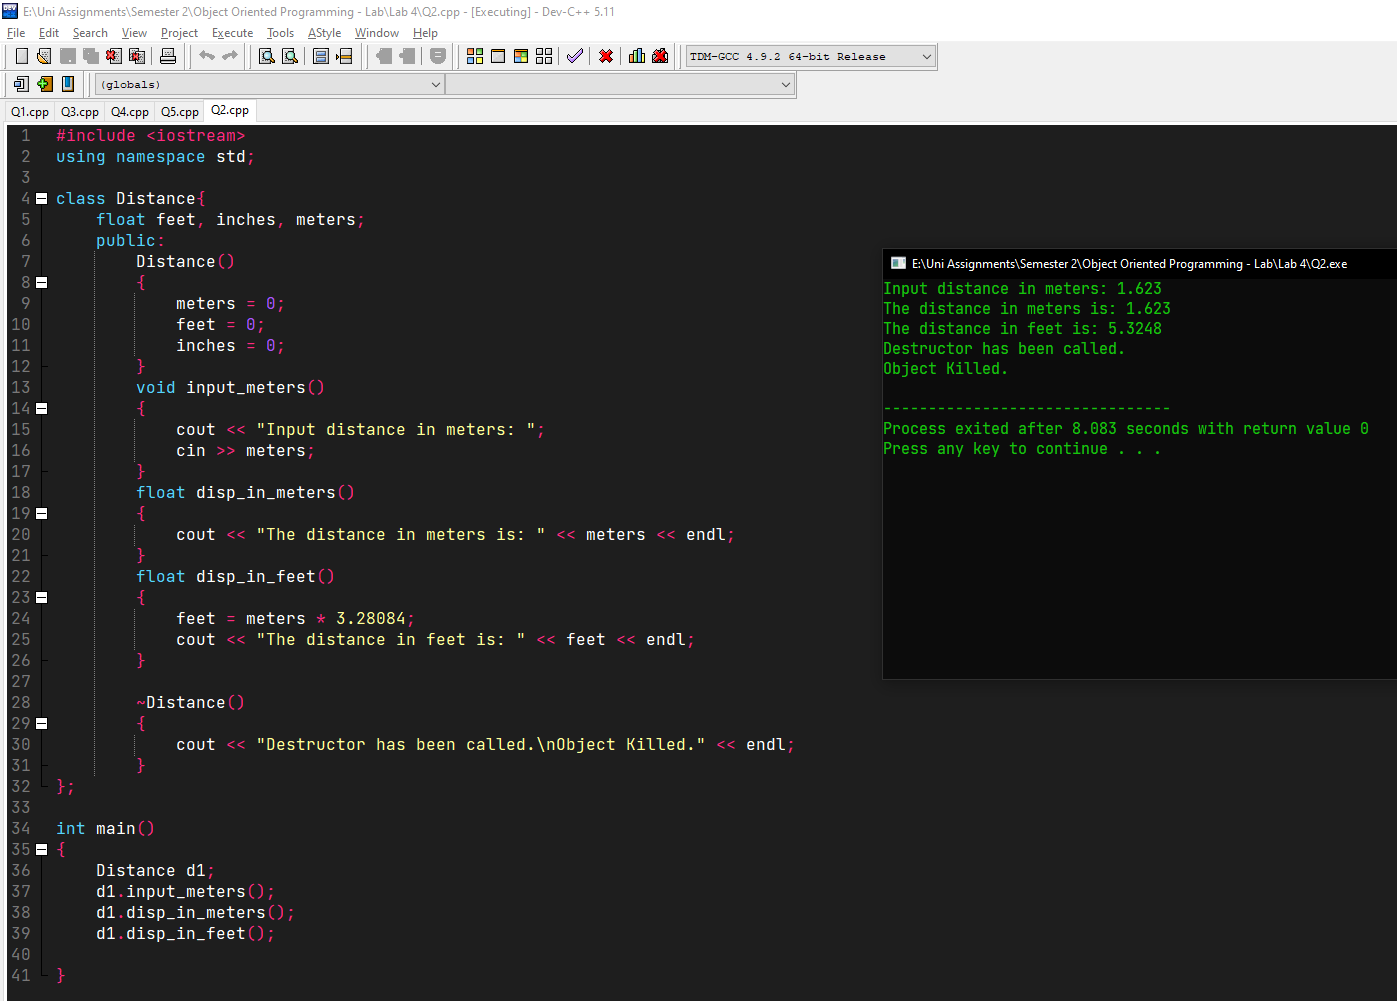 E:\Uni Assignments\Semester 2\Object Oriented Programming - Lab\Lab 4\Q2.cpp - [Executing] - Dev-C++ 5.11
File Edit Search View Project Execute Tools AStyle Window Help
TDM-GCC 4.9.2 64-bit Release
(globals)
Q1.cpp Q3.cpp Q4.cpp Q5.cpp Q2.cpp
1 #include <iostream>
2 using namespace std;
3
4 class Distance{
5 float feet, inches, meters;
6 public:
7 Distance()
8 {
9 meters = 0;
10 feet = 0;
11 inches = 0;
12 }
13 void input_meters()
14 {
15 cout << "Input distance in meters: ";
16 cin >> meters;
17 }
18 float disp_in_meters()
19 {
20 cout << "The distance in meters is: " << meters << endl;
21 }
22 float disp_in_feet()
23 {
24 feet = meters * 3.28084;
25 cout << "The distance in feet is: " << feet << endl;
26 }
27
28 ~Distance()
29 {
30 cout << "Destructor has been called.\nObject Killed." << endl;
31 }
32 };
33
34 int main()
35 {
36 Distance d1;
37 d1.input_meters();
38 d1.disp_in_meters();
39 d1.disp_in_feet();
40
41 }
E:\Uni Assignments\Semester 2\Object Oriented Programming - Lab\Lab 4\Q2.exe
Input distance in meters: 1.623
The distance in meters is: 1.623
The distance in feet is: 5.3248
Destructor has been called.
Object Killed.
--------------------------------
Process exited after 8.083 seconds with return value 0
Press any key to continue . . .